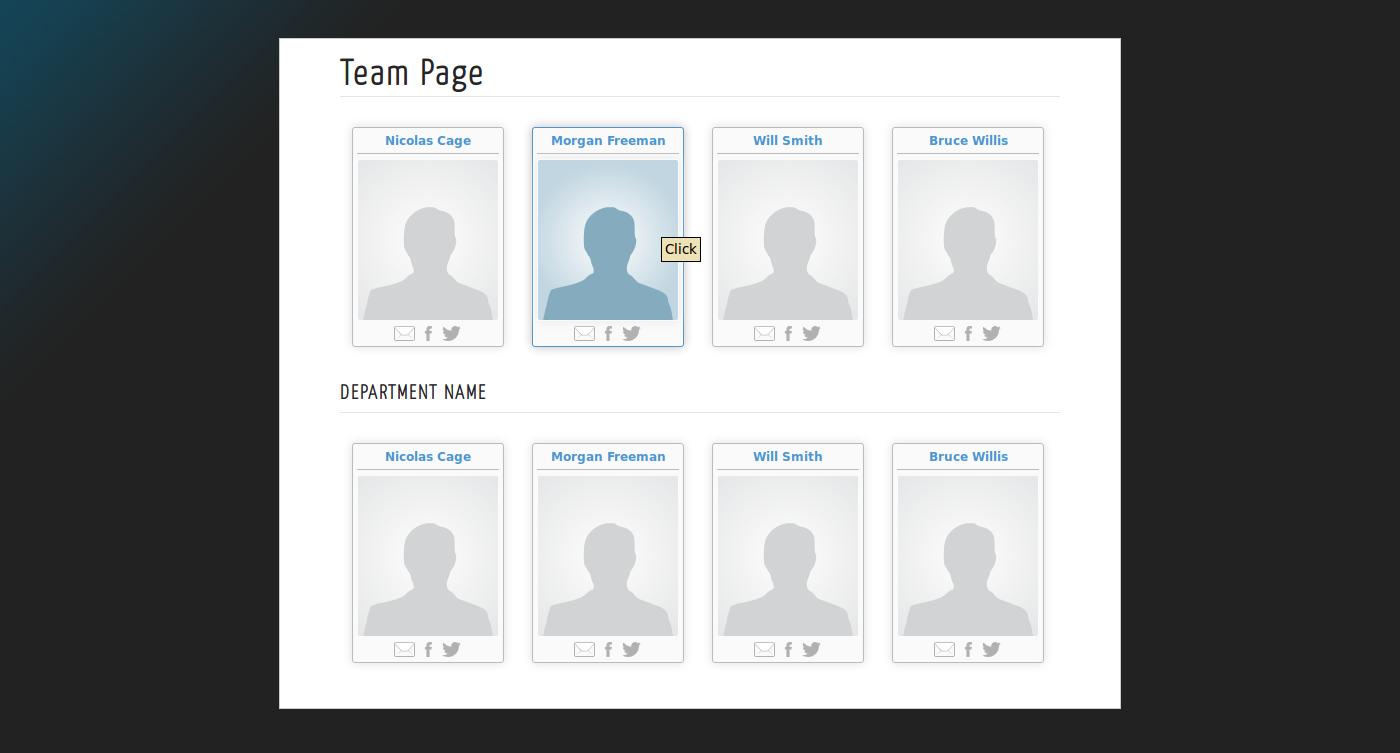 Team Page
Nicolas Cage
Morgan Freeman
Will Smith
Bruce Willis
Click
DEPARTMENT NAME
Nicolas Cage
Morgan Freeman
Will Smith
Bruce Willis